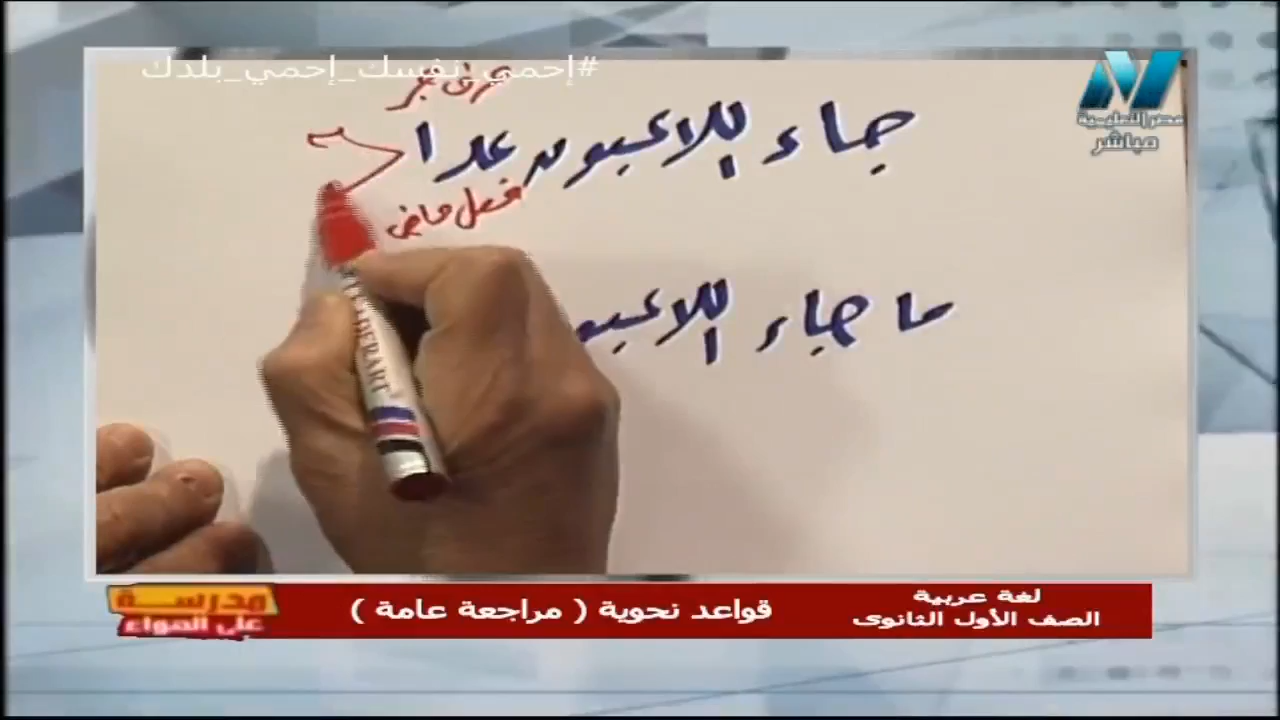 #إحمي_نفسك_إحمي_بلدك
مصر التعليمية
مباشر
حرف جر
جاء اللاعبون عدا
فعل ماض
ما جاء اللاعبو
مدرسة
على الهواء
قواعد نحوية ( مراجعة عامة )
لغة عربية
الصف الأول الثانوى